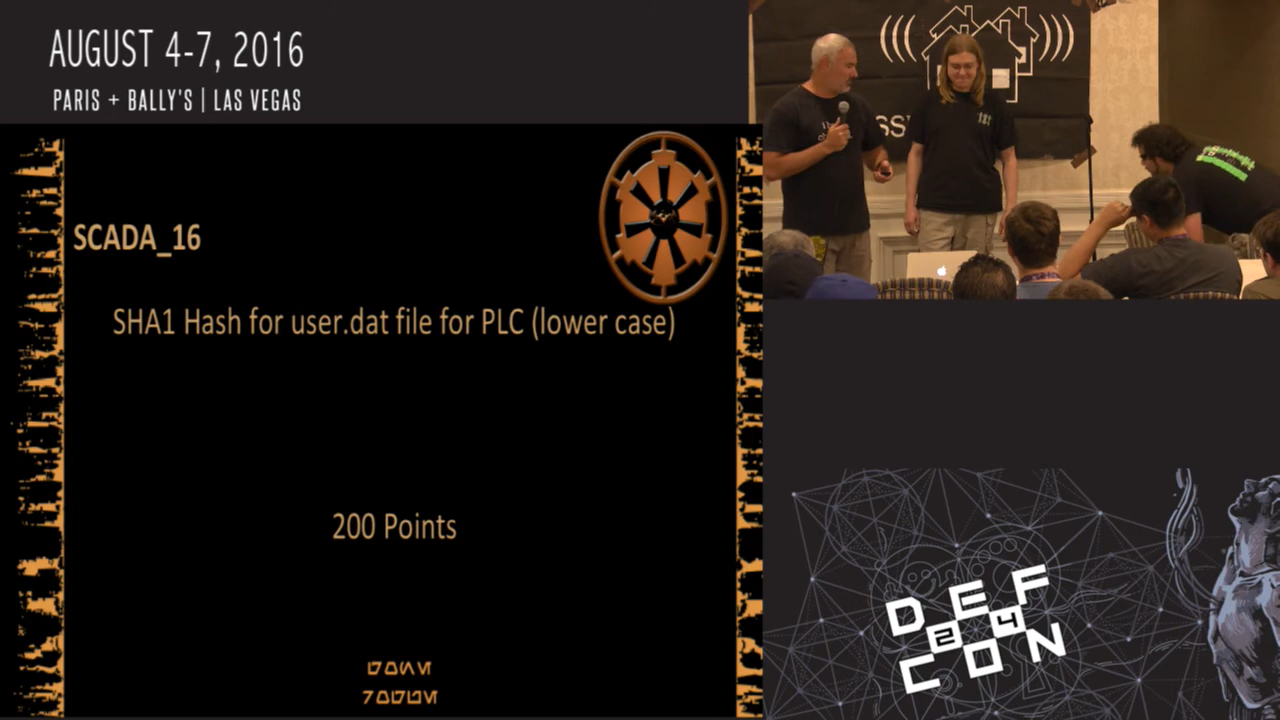 AUGUST 4-7, 2016
PARIS + BALLY'S | LAS VEGAS
SCADA_16
SHA1 Hash for user.dat file for PLC (lower case)
200 Points
DEF
24
CON